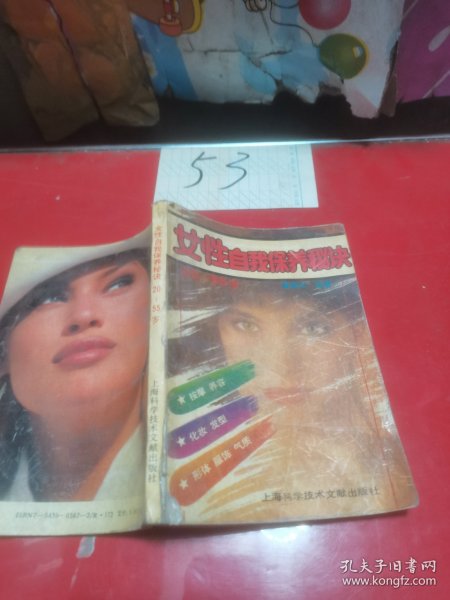 53
女性自我保养秘诀
★ 按摩 养容
★ 化妆 发型
★ 形体 服饰 气质
上海科学技术文献出版社
女性自我保养秘诀 20—55岁
上海科学技术文献出版社
孔夫子旧书网
www.kongfz.com